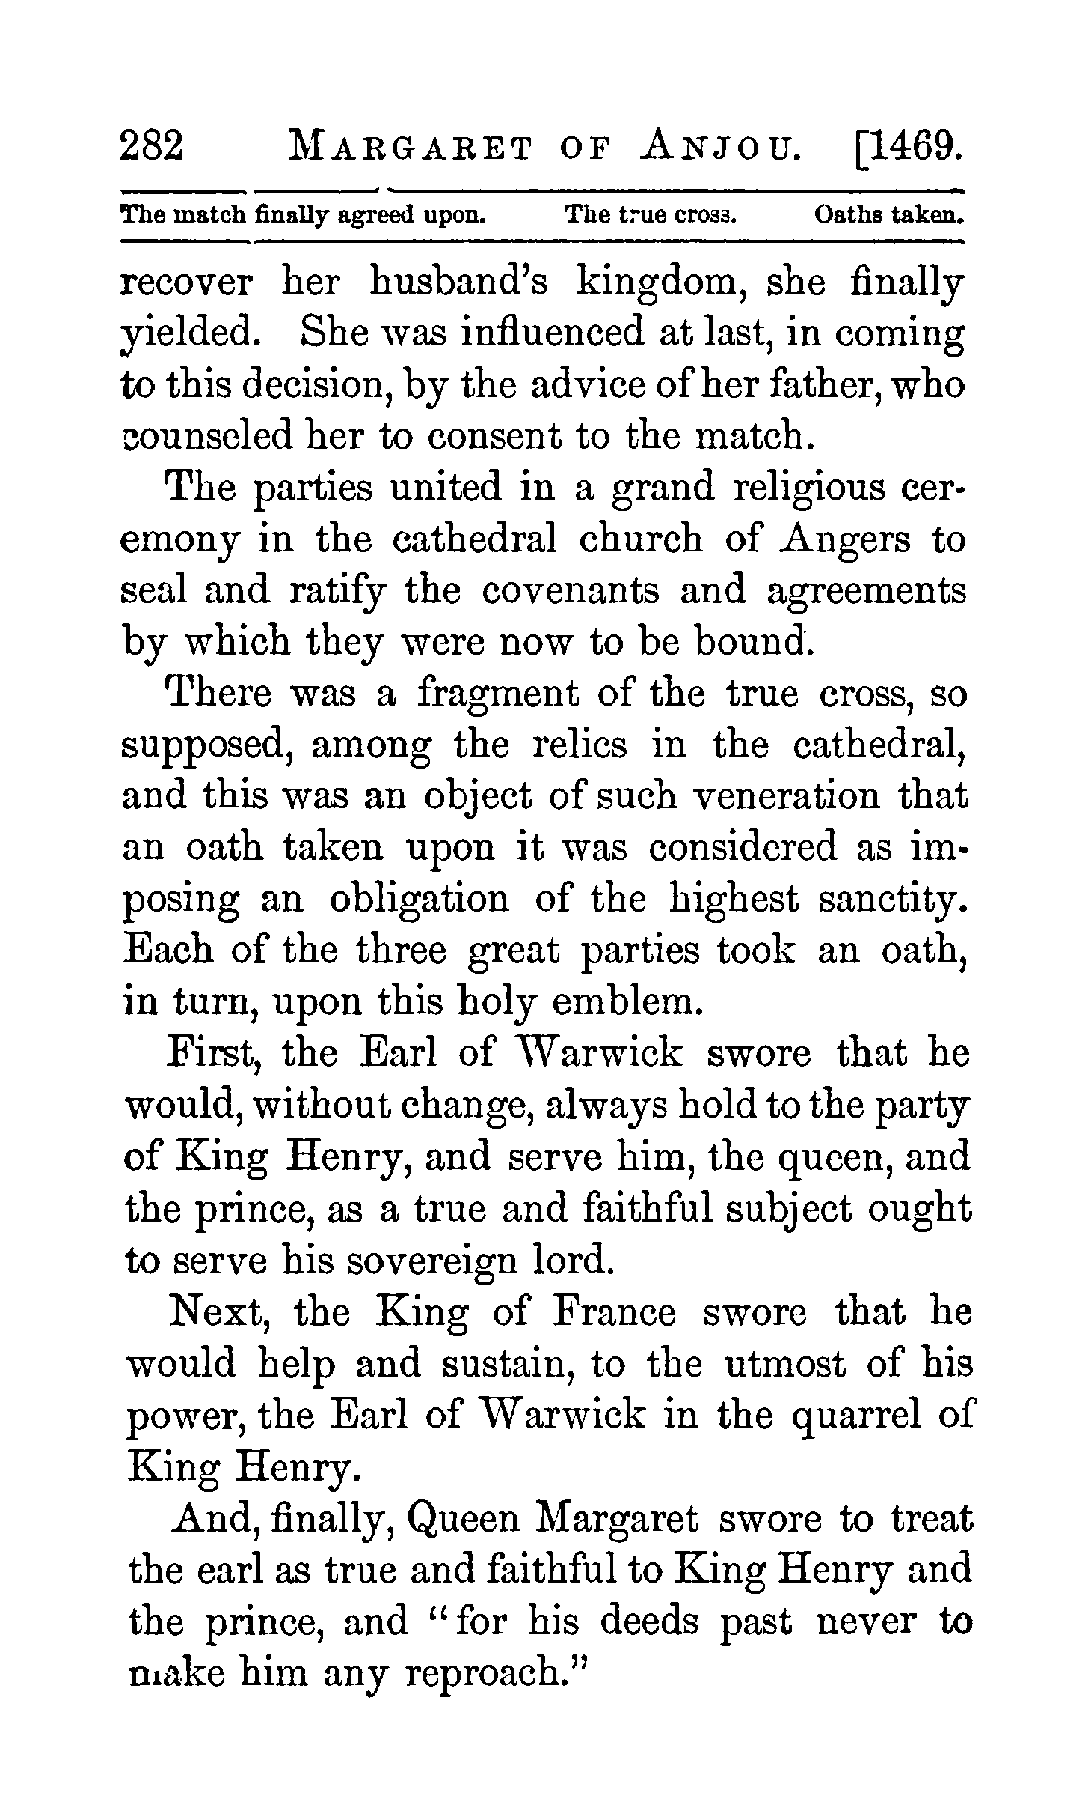 282 MARGARET OF ANJOU. [1469.
The match finally agreed upon. The true cross. Oaths taken.
recover her husband's kingdom, she finally
yielded. She was influenced at last, in coming
to this decision, by the advice of her father, who
counseled her to consent to the match.
The parties united in a grand religious cer-
emony in the cathedral church of Angers to
seal and ratify the covenants and agreements
by which they were now to be bound.
There was a fragment of the true cross, so
supposed, among the relics in the cathedral,
and this was an object of such veneration that
an oath taken upon it was considered as im-
posing an obligation of the highest sanctity.
Each of the three great parties took an oath,
in turn, upon this holy emblem.
First, the Earl of Warwick swore that he
would, without change, always hold to the party
of King Henry, and serve him, the queen, and
the prince, as a true and faithful subject ought
to serve his sovereign lord.
Next, the King of France swore that he
would help and sustain, to the utmost of his
power, the Earl of Warwick in the quarrel of
King Henry.
And, finally, Queen Margaret swore to treat
the earl as true and faithful to King Henry and
the prince, and "for his deeds past never to
make him any reproach."